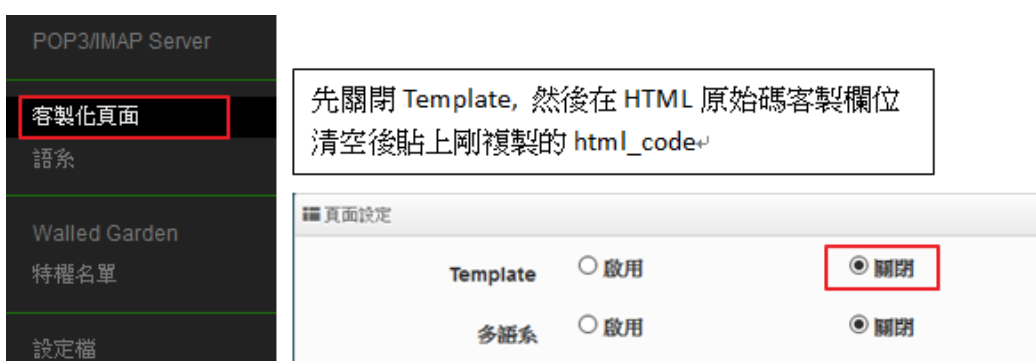 POP3/IMAP Server
客製化頁面
語系
Walled Garden
特權名單
設定檔
先關閉 Template, 然後在 HTML 原始碼客製欄位
清空後貼上剛複製的 html_code↵
頁面設定
Template 啟用 關閉
多語系 啟用 關閉